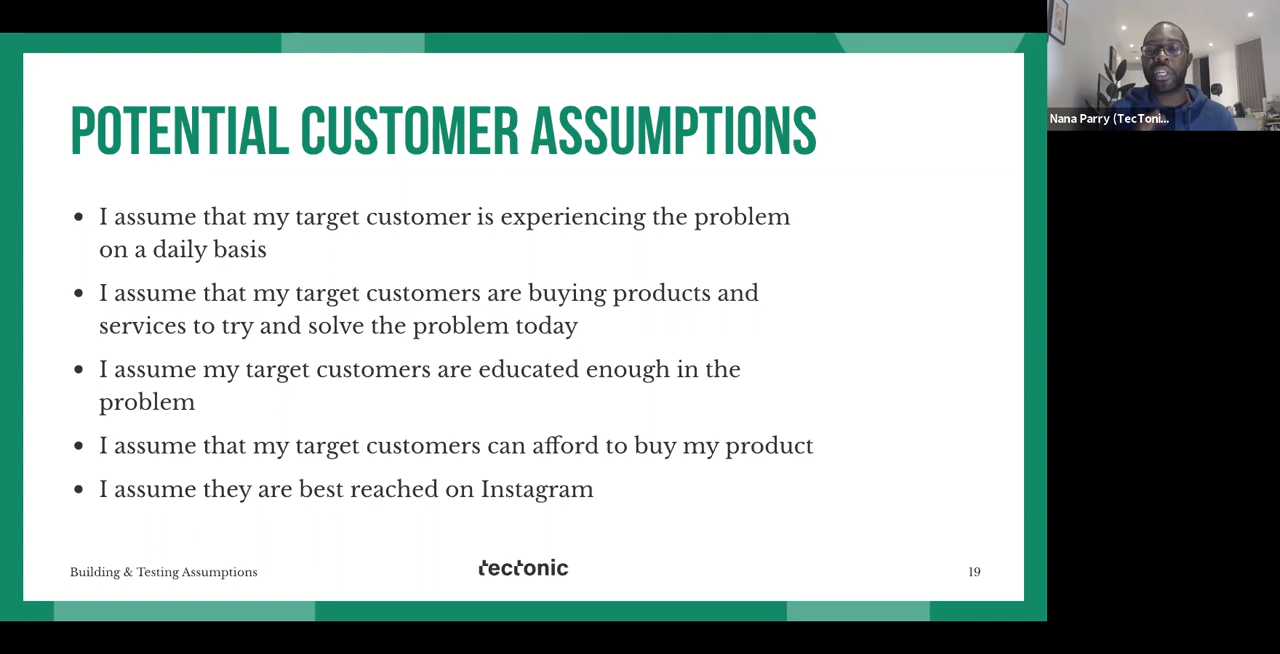 POTENTIAL CUSTOMER ASSUMPTIONS
• I assume that my target customer is experiencing the problem
on a daily basis
• I assume that my target customers are buying products and
services to try and solve the problem today
• I assume my target customers are educated enough in the
problem
• I assume that my target customers can afford to buy my product
• I assume they are best reached on Instagram
Building & Testing Assumptions
tectonic
19
Nana Parry (TecToni...